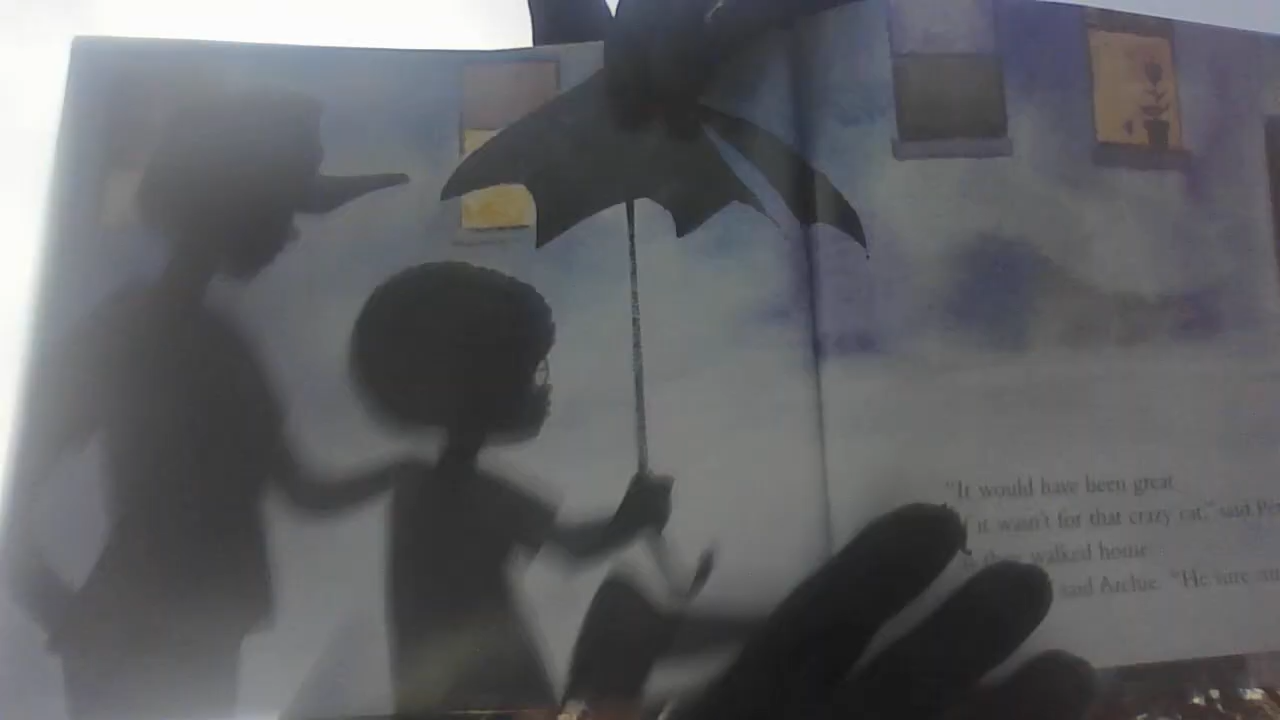 "It would have been great
it wasn't for that crazy cat," said
they walked home
said Archie. "He sure